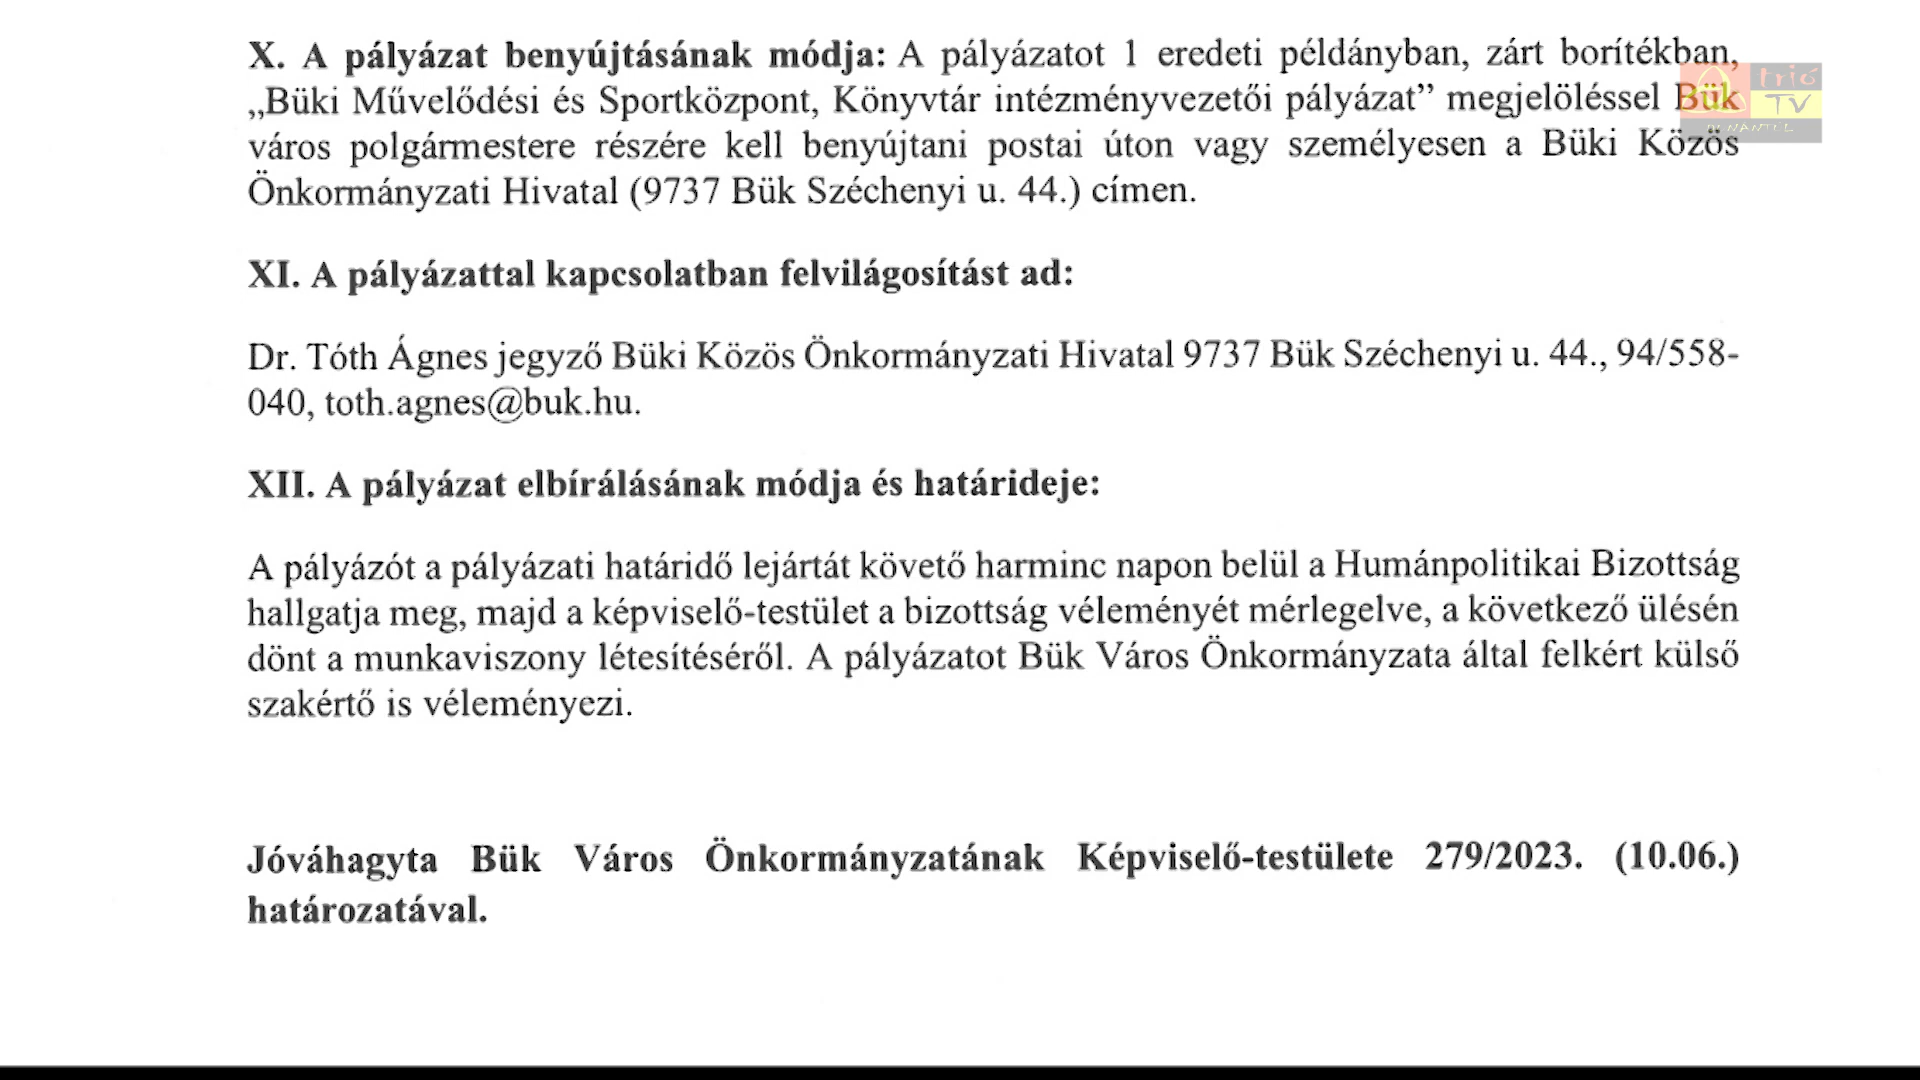 X. A pályázat benyújtásának módja: A pályázatot 1 eredeti példányban, zárt borítékban,
„Büki Művelődési és Sportközpont, Könyvtár intézményvezetői pályázat” megjelöléssel Bük
város polgármestere részére kell benyújtani postai úton vagy személyesen a Büki Közös
Önkormányzati Hivatal (9737 Bük Széchenyi u. 44.) címen.
trió
TV
XI. A pályázattal kapcsolatban felvilágosítást ad:
Dr. Tóth Ágnes jegyző Büki Közös Önkormányzati Hivatal 9737 Bük Széchenyi u. 44., 94/558-
040, toth.agnes@buk.hu.
XII. A pályázat elbírálásának módja és határideje:
A pályázót a pályázati határidő lejártát követő harminc napon belül a Humánpolitikai Bizottság
hallgatja meg, majd a képviselő-testület a bizottság véleményét mérlegelve, a következő ülésén
dönt a munkaviszony létesítéséről. A pályázatot Bük Város Önkormányzata által felkért külső
szakértő is véleményezi.
Jóváhagyta Bük Város Önkormányzatának Képviselő-testülete 279/2023. (10.06.)
határozatával.